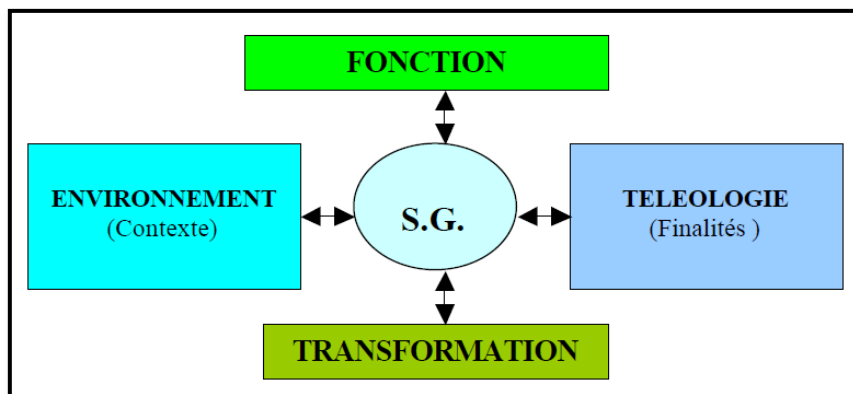 FONCTION
ENVIRONNEMENT
(Contexte)
S.G.
TELEOLOGIE
(Finalités )
TRANSFORMATION